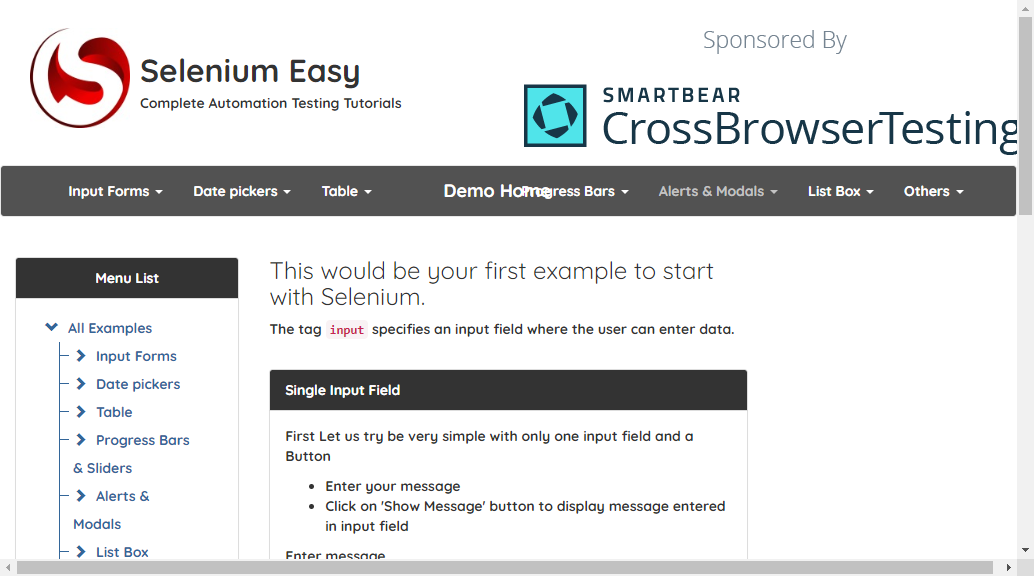 Sponsored By
Selenium Easy
Complete Automation Testing Tutorials
SMARTBEAR
CrossBrowserTesting
Input Forms Date pickers Table Demo Home Progress Bars Alerts & Modals List Box Others
Menu List
All Examples
Input Forms
Date pickers
Table
Progress Bars
& Sliders
Alerts &
Modals
List Box
This would be your first example to start
with Selenium.
The tag input specifies an input field where the user can enter data.
Single Input Field
First Let us try be very simple with only one input field and a
Button
Enter your message
Click on 'Show Message' button to display message entered
in input field
Enter message